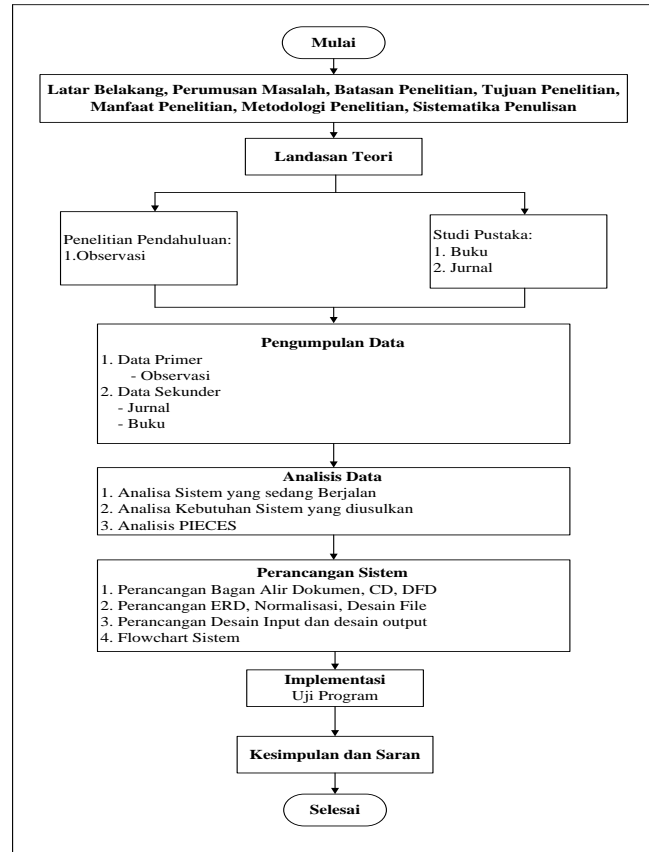 Mulai
Latar Belakang, Perumusan Masalah, Batasan Penelitian, Tujuan Penelitian,
Manfaat Penelitian, Metodologi Penelitian, Sistematika Penulisan
Landasan Teori
Penelitian Pendahuluan:
1.Observasi
Studi Pustaka:
1. Buku
2. Jurnal
Pengumpulan Data
1. Data Primer
- Observasi
2. Data Sekunder
- Jurnal
- Buku
Analisis Data
1. Analisa Sistem yang sedang Berjalan
2. Analisa Kebutuhan Sistem yang diusulkan
3. Analisis PIECES
Perancangan Sistem
1. Perancangan Bagan Alir Dokumen, CD, DFD
2. Perancangan ERD, Normalisasi, Desain File
3. Perancangan Desain Input dan desain output
4. Flowchart Sistem
Implementasi
Uji Program
Kesimpulan dan Saran
Selesai